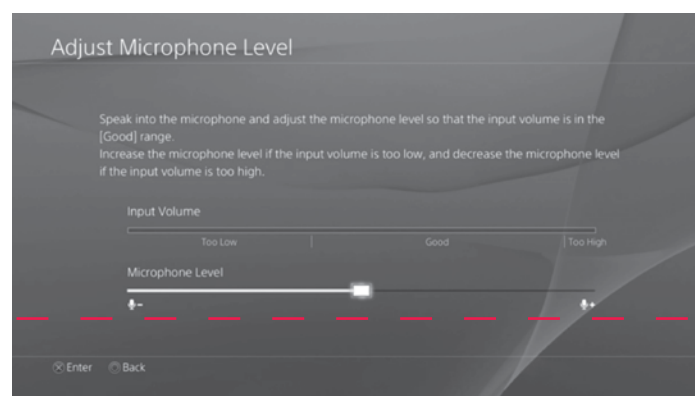 Adjust Microphone Level
Speak into the microphone and adjust the microphone level so that the input volume is in the
[Good] range.
Increase the microphone level if the input volume is too low, and decrease the microphone level
if the input volume is too high.
Input Volume
Too Low Good Too High
Microphone Level
- +
Enter Back